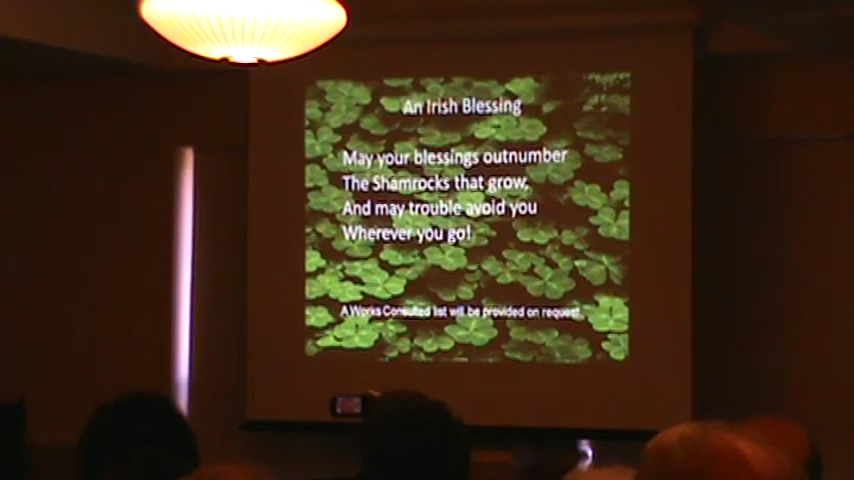 An Irish Blessing
May your blessings outnumber
The Shamrocks that grow,
And may trouble avoid you
Wherever you go!
A Works Consulted list will be provided on request.